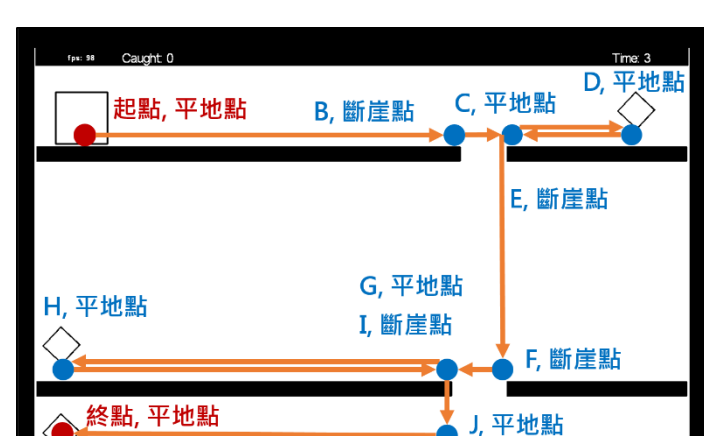 fps: 98 Caught: 0 Time: 3
D, 平地點
起點, 平地點
B, 斷崖點
C, 平地點
E, 斷崖點
G, 平地點
H, 平地點
I, 斷崖點
F, 斷崖點
終點, 平地點
J, 平地點